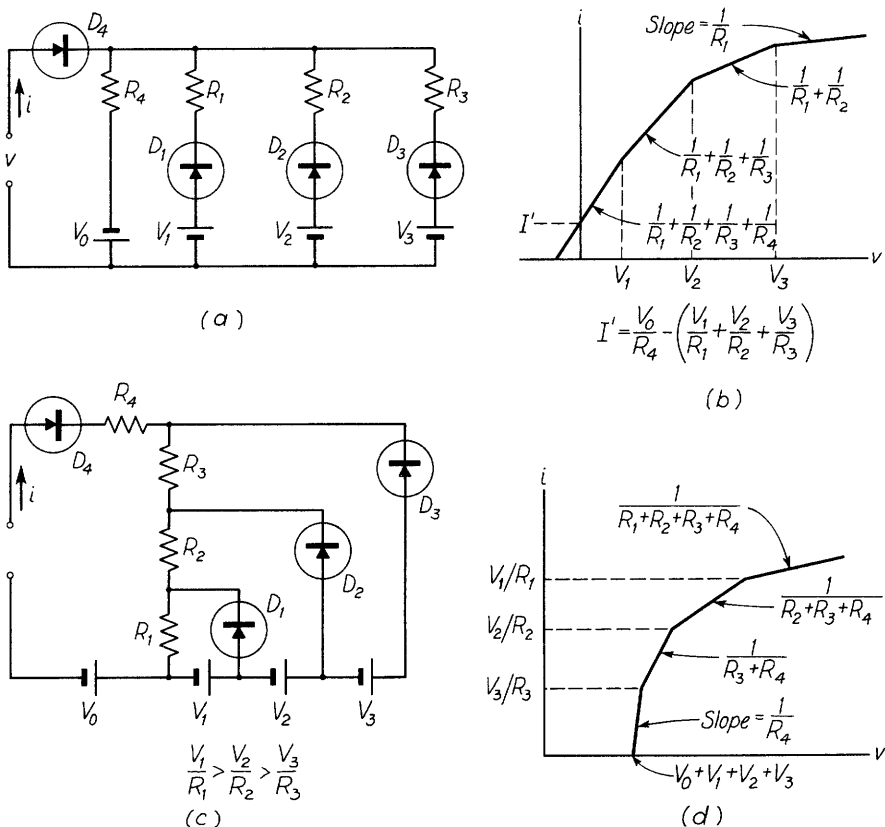 D4
i
v
R4
R1
R2
R3
D1
D2
D3
V0
V1
V2
V3
(a)
i
Slope = 1/R1
1/R1 + 1/R2
1/R1 + 1/R2 + 1/R3
1/R1 + 1/R2 + 1/R3 + 1/R4
I'
V1
V2
V3
v
I' = V0/R4 - (V1/R1 + V2/R2 + V3/R3)
(b)
R4
D4
i
R3
D3
R2
D2
R1
D1
V0
V1
V2
V3
V1/R1 > V2/R2 > V3/R3
(c)
i
1/(R1 + R2 + R3 + R4)
V1/R1
1/(R2 + R3 + R4)
V2/R2
1/(R3 + R4)
V3/R3
Slope = 1/R4
v
V0 + V1 + V2 + V3
(d)